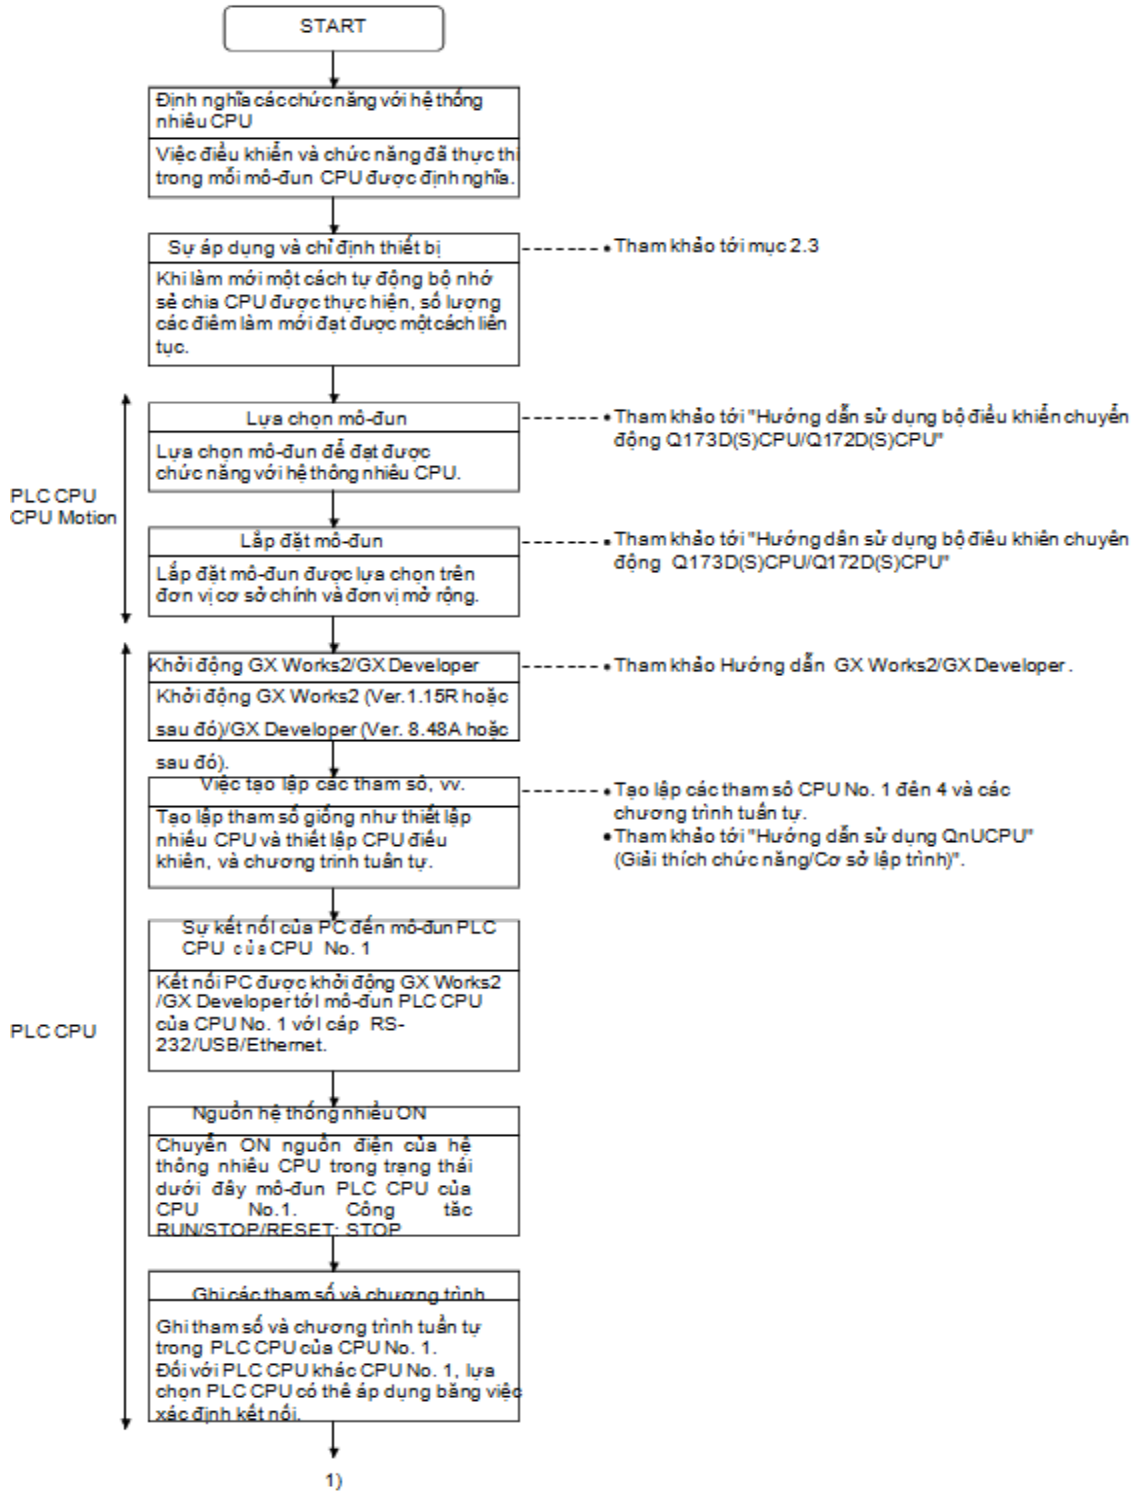 START
Định nghĩa các chức năng với hệ thống
nhiều CPU
Việc điều khiển và chức năng đã thực thi
trong mỗi mô-đun CPU được định nghĩa.
Sự áp dụng và chỉ định thiết bị
Tham khảo tới mục 2.3
Khi làm mới một cách tự động bộ nhớ
sẻ chia CPU được thực hiện, số lượng
các điểm làm mới đạt được một cách liên
tục.
Lựa chọn mô-đun
Tham khảo tới "Hướng dẫn sử dụng bộ điều khiển chuyển
động Q173D(S)CPU/Q172D(S)CPU"
Lựa chọn mô-đun để đạt được
chức năng với hệ thống nhiều CPU.
PLC CPU
CPU Motion
Lắp đặt mô-đun
Tham khảo tới "Hướng dẫn sử dụng bộ điều khiển chuyển
động Q173D(S)CPU/Q172D(S)CPU"
Lắp đặt mô-đun được lựa chọn trên
đơn vị cơ sở chính và đơn vị mở rộng.
Khởi động GX Works2/GX Developer
Tham khảo Hướng dẫn GX Works2/GX Developer.
Khởi động GX Works2 (Ver.1.15R hoặc
sau đó)/GX Developer (Ver. 8.48A hoặc
sau đó).
Việc tạo lập các tham số, vv.
Tạo lập các tham số CPU No. 1 đến 4 và các
chương trình tuần tự.
Tham khảo tới "Hướng dẫn sử dụng QnUCPU"
(Giải thích chức năng/Cơ sở lập trình)".
Tạo lập tham số giống như thiết lập
nhiều CPU và thiết lập CPU điều
khiển, và chương trình tuần tự.
Sự kết nối của PC đến mô-đun PLC
CPU của CPU No. 1
Kết nối PC được khởi động GX Works2
/GX Developer tới mô-đun PLC CPU
của CPU No. 1 với cáp RS-
232/USB/Ethernet.
PLC CPU
Nguồn hệ thống nhiều ON
Chuyển ON nguồn điện của hệ
thống nhiều CPU trong trạng thái
dưới đây mô-đun PLC CPU của
CPU No.1. Công tắc
RUN/STOP/RESET: STOP
Ghi các tham số và chương trình
Ghi tham số và chương trình tuần tự
trong PLC CPU của CPU No. 1.
Đối với PLC CPU khác CPU No. 1, lựa
chọn PLC CPU có thể áp dụng bằng việc
xác định kết nối.
1)